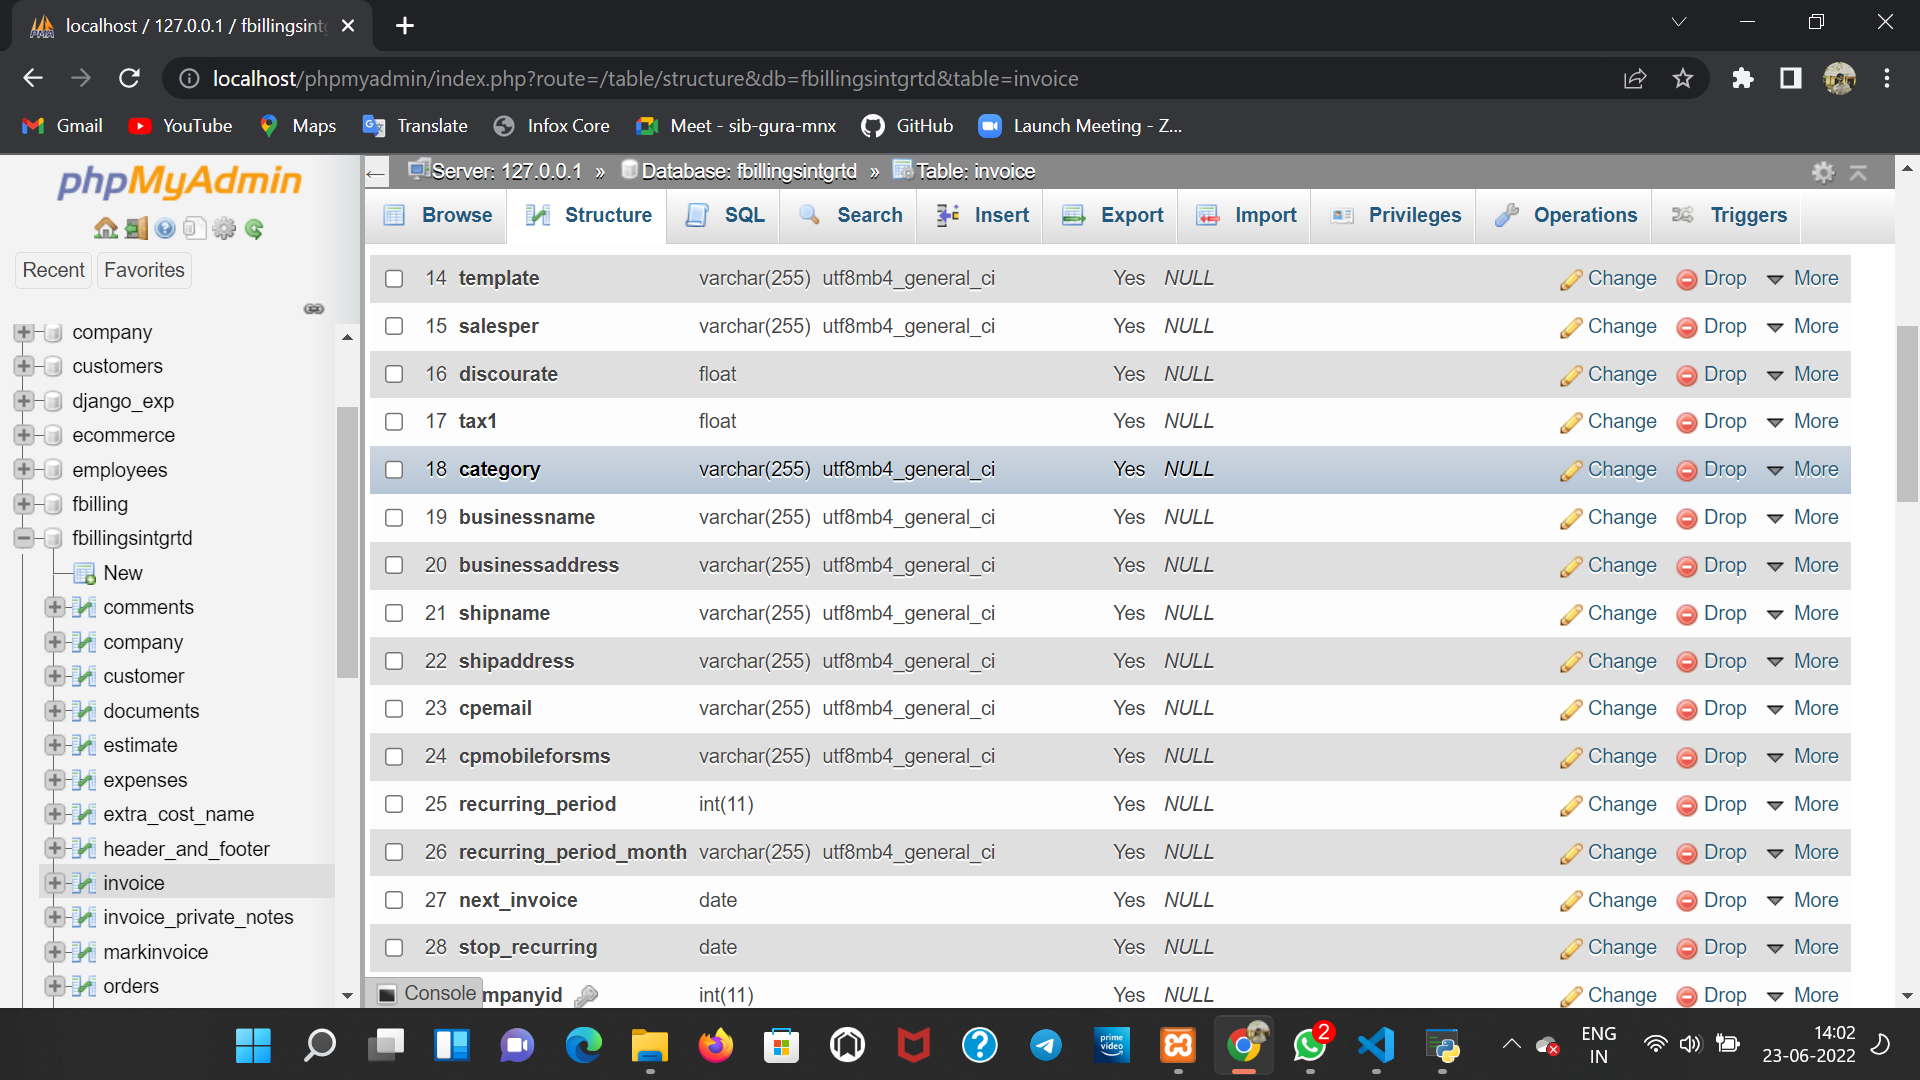 localhost / 127.0.0.1 / fbillingsintg
localhost/phpmyadmin/index.php?route=/table/structure&db=fbillingsintgrtd&table=invoice
Gmail YouTube Maps Translate Infox Core Meet - sib-gura-mnx GitHub Launch Meeting - Z...
phpMyAdmin
Recent Favorites
company
customers
django_exp
ecommerce
employees
fbilling
fbillingsintgrtd
New
comments
company
customer
documents
estimate
expenses
extra_cost_name
header_and_footer
invoice
invoice_private_notes
markinvoice
orders
Server: 127.0.0.1 » Database: fbillingsintgrtd » Table: invoice
Browse Structure SQL Search Insert Export Import Privileges Operations Triggers
14 template varchar(255) utf8mb4_general_ci Yes NULL Change Drop More
15 salesper varchar(255) utf8mb4_general_ci Yes NULL Change Drop More
16 discourate float Yes NULL Change Drop More
17 tax1 float Yes NULL Change Drop More
18 category varchar(255) utf8mb4_general_ci Yes NULL Change Drop More
19 businessname varchar(255) utf8mb4_general_ci Yes NULL Change Drop More
20 businessaddress varchar(255) utf8mb4_general_ci Yes NULL Change Drop More
21 shipname varchar(255) utf8mb4_general_ci Yes NULL Change Drop More
22 shipaddress varchar(255) utf8mb4_general_ci Yes NULL Change Drop More
23 cpemail varchar(255) utf8mb4_general_ci Yes NULL Change Drop More
24 cpmobileforsms varchar(255) utf8mb4_general_ci Yes NULL Change Drop More
25 recurring_period int(11) Yes NULL Change Drop More
26 recurring_period_month varchar(255) utf8mb4_general_ci Yes NULL Change Drop More
27 next_invoice date Yes NULL Change Drop More
28 stop_recurring date Yes NULL Change Drop More
Console mpanyid int(11) Yes NULL Change Drop More
prime video
2
ENG
IN
14:02
23-06-2022